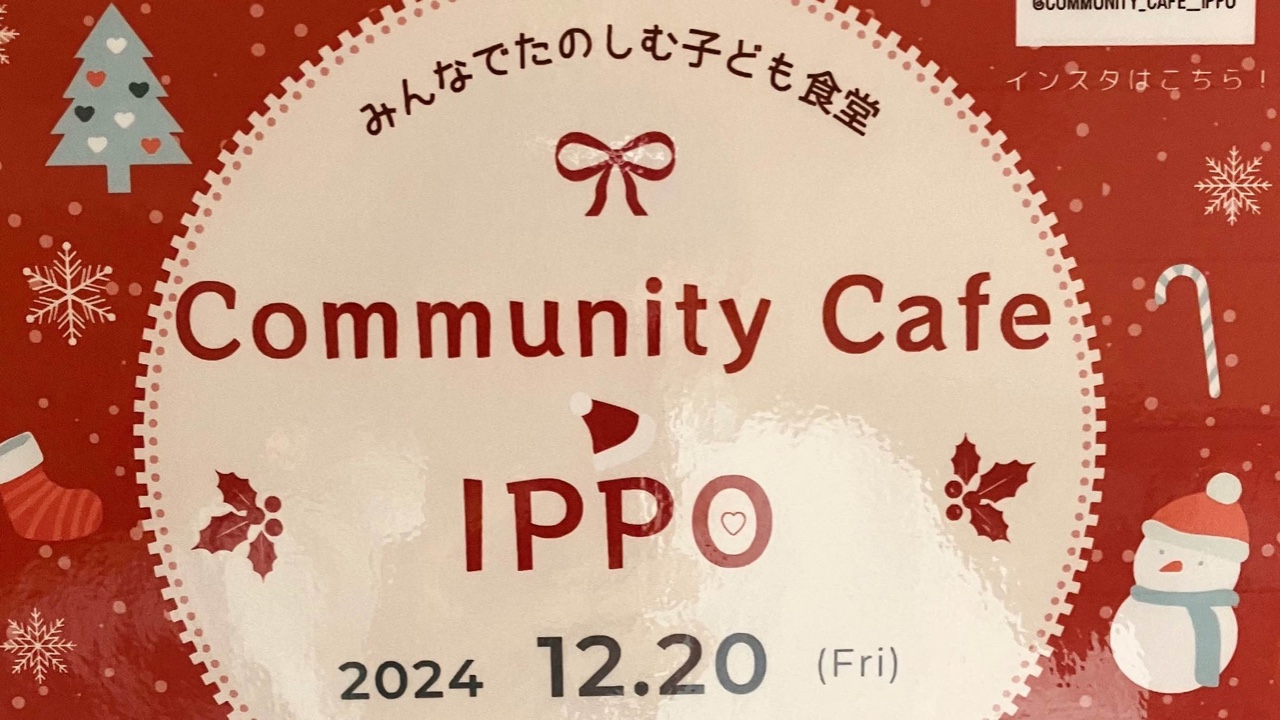 @COMMUNITY_CAFE__IPPO
インスタはこちら!
みんなでたのしむ子ども食堂
Community Cafe
IPPO
2024 12.20 (Fri)